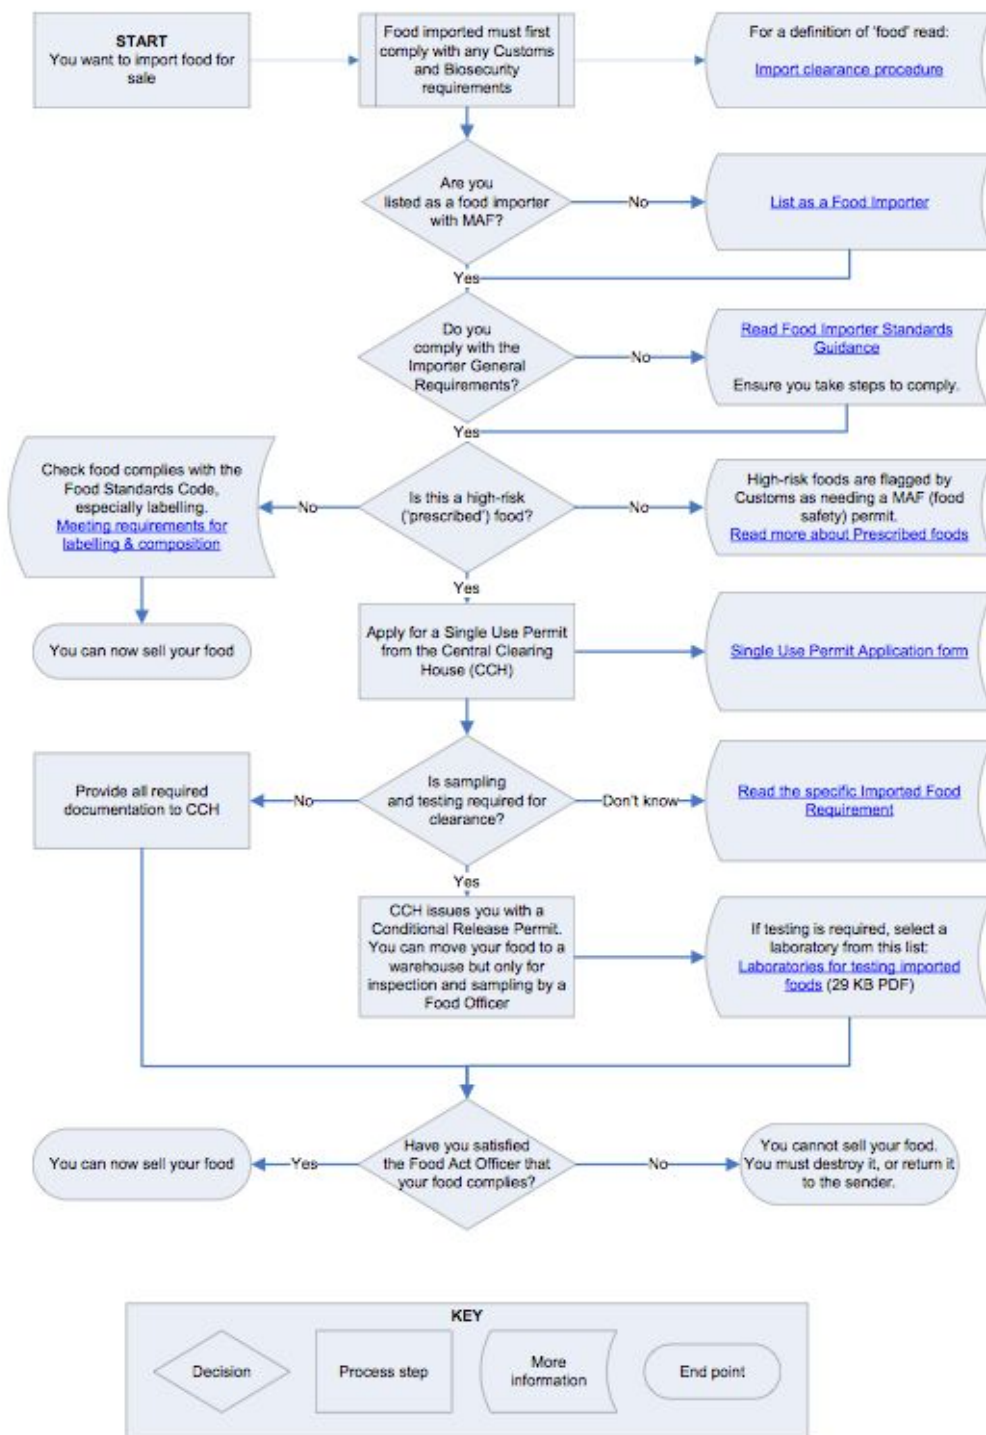 START
You want to import food for
sale
Food imported must first
comply with any Customs
and Biosecurity
requirements
For a definition of 'food' read:
Import clearance procedure
Are you
listed as a food importer
with MAF?
No
List as a Food Importer
Yes
Do you
comply with the
Importer General
Requirements?
No
Read Food Importer Standards
Guidance
Ensure you take steps to comply.
Yes
Check food complies with the
Food Standards Code,
especially labelling.
Meeting requirements for
labelling & composition
No
Is this a high-risk
('prescribed') food?
No
High-risk foods are flagged by
Customs as needing a MAF (food
safety) permit.
Read more about Prescribed foods
Yes
You can now sell your food
Apply for a Single Use Permit
from the Central Clearing
House (CCH)
Single Use Permit Application form
Provide all required
documentation to CCH
No
Is sampling
and testing required for
clearance?
Don't know
Read the specific Imported Food
Requirement
Yes
CCH issues you with a
Conditional Release Permit.
You can move your food to a
warehouse but only for
inspection and sampling by a
Food Officer
If testing is required, select a
laboratory from this list:
Laboratories for testing imported
foods (29 KB PDF)
You can now sell your food
Yes
Have you satisfied
the Food Act Officer that
your food complies?
No
You cannot sell your food.
You must destroy it, or return it
to the sender.
KEY
Decision
Process step
More
information
End point